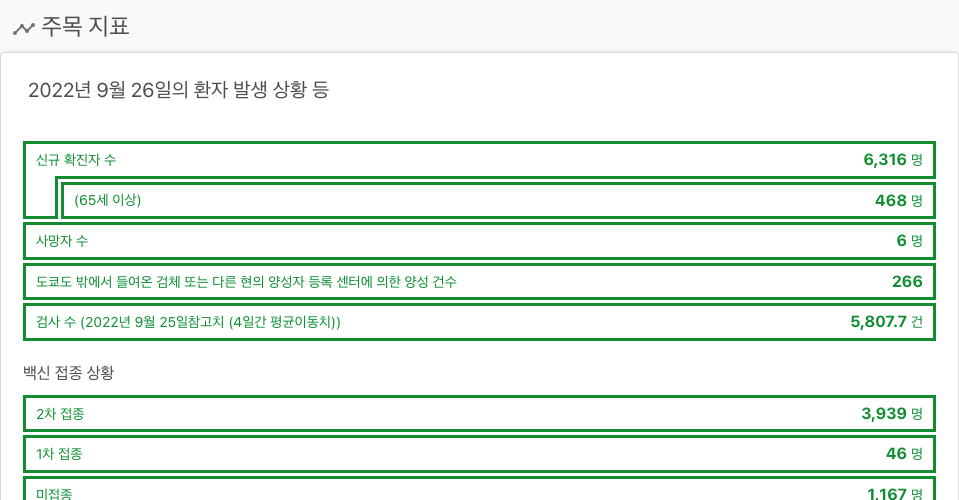 주목 지표
2022년 9월 26일의 환자 발생 상황 등
신규 확진자 수 6,316 명
(65세 이상) 468 명
사망자 수 6 명
도쿄도 밖에서 들여온 검체 또는 다른 현의 양성자 등록 센터에 의한 양성 건수 266
검사 수 (2022년 9월 25일참고치 (4일간 평균이동치)) 5,807.7 건
백신 접종 상황
2차 접종 3,939 명
1차 접종 46 명
미접종 1,167 명